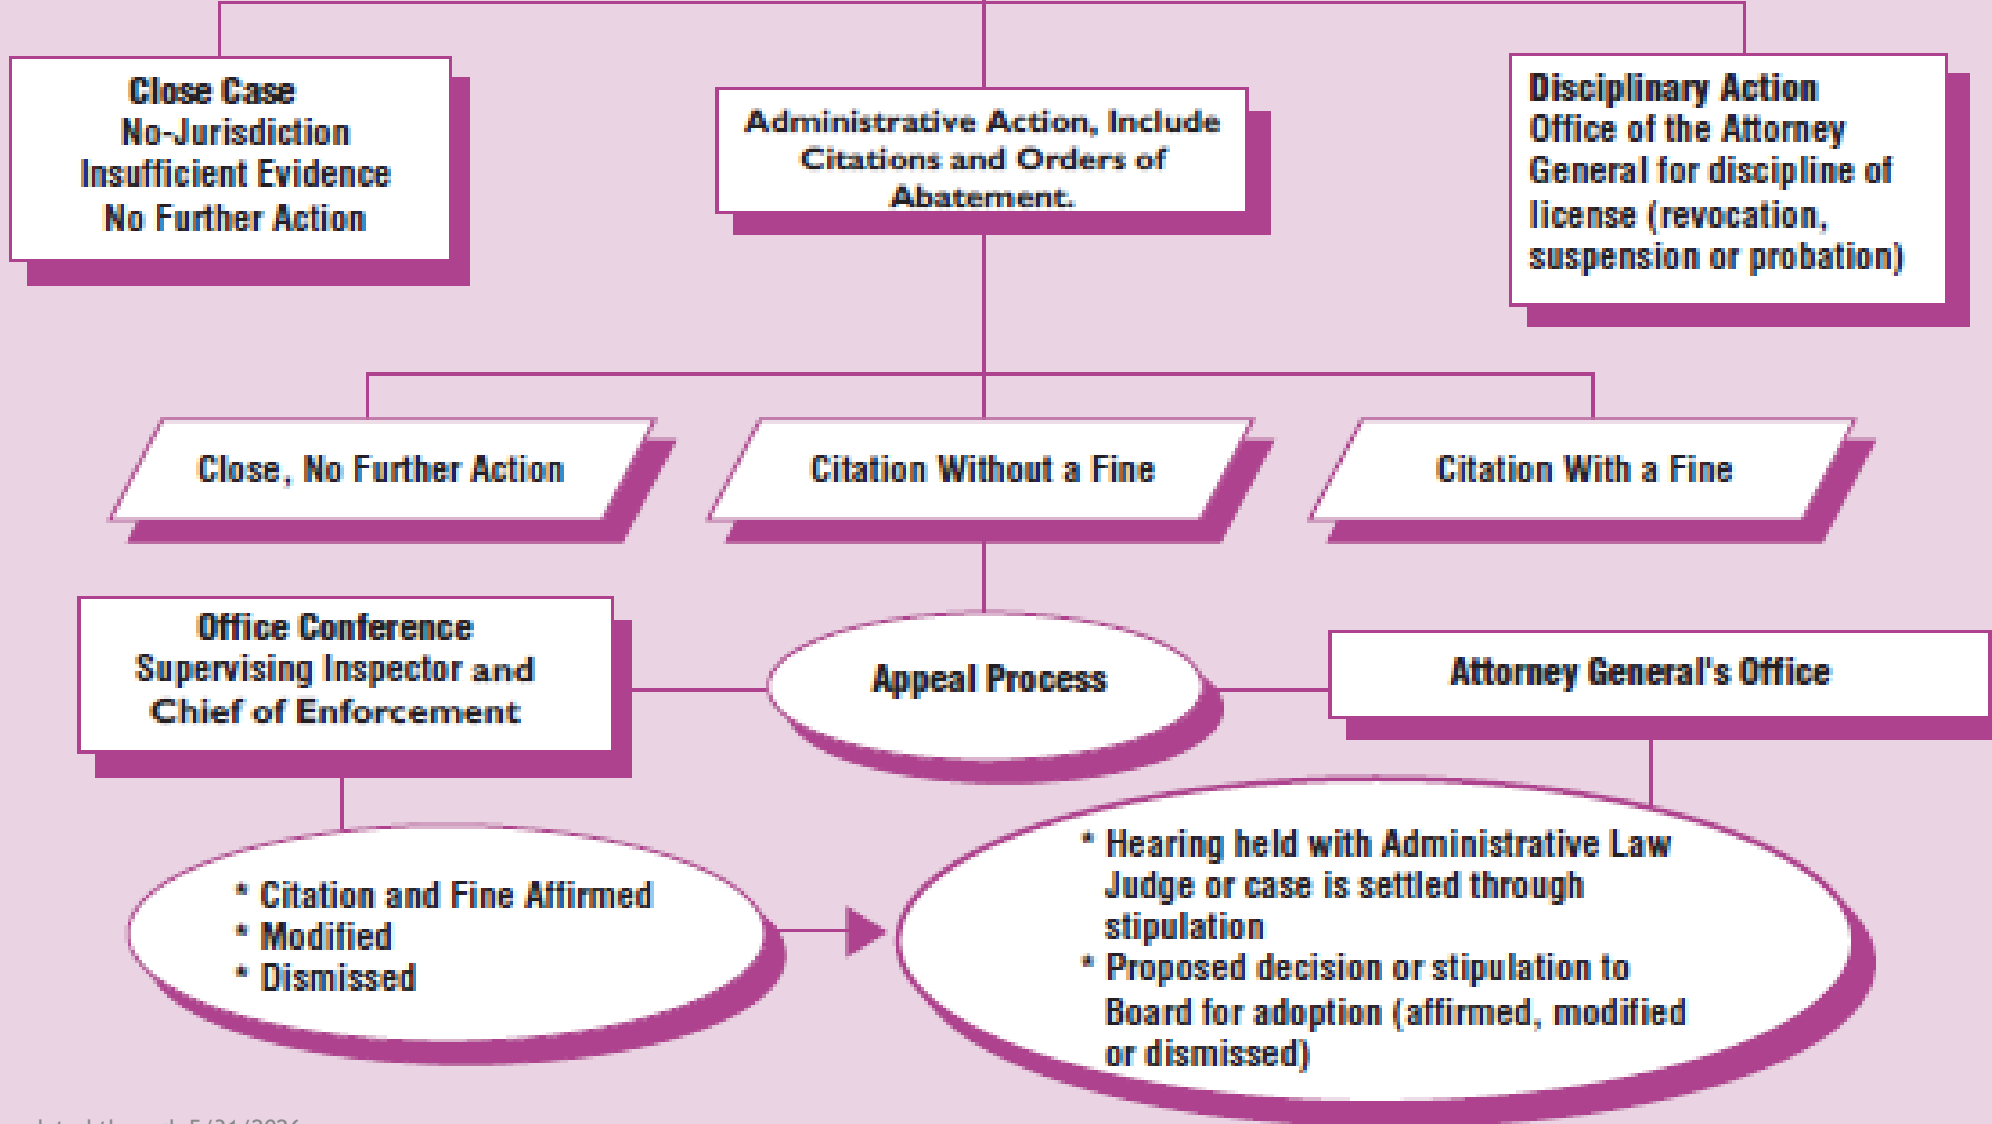 Close Case
No-Jurisdiction
Insufficient Evidence
No Further Action
Administrative Action, Include
Citations and Orders of
Abatement.
Disciplinary Action
Office of the Attorney
General for discipline of
license (revocation,
suspension or probation)
Close, No Further Action
Citation Without a Fine
Citation With a Fine
Office Conference
Supervising Inspector and
Chief of Enforcement
Appeal Process
Attorney General's Office
* Citation and Fine Affirmed
* Modified
* Dismissed
* Hearing held with Administrative Law
Judge or case is settled through
stipulation
* Proposed decision or stipulation to
Board for adoption (affirmed, modified
or dismissed)